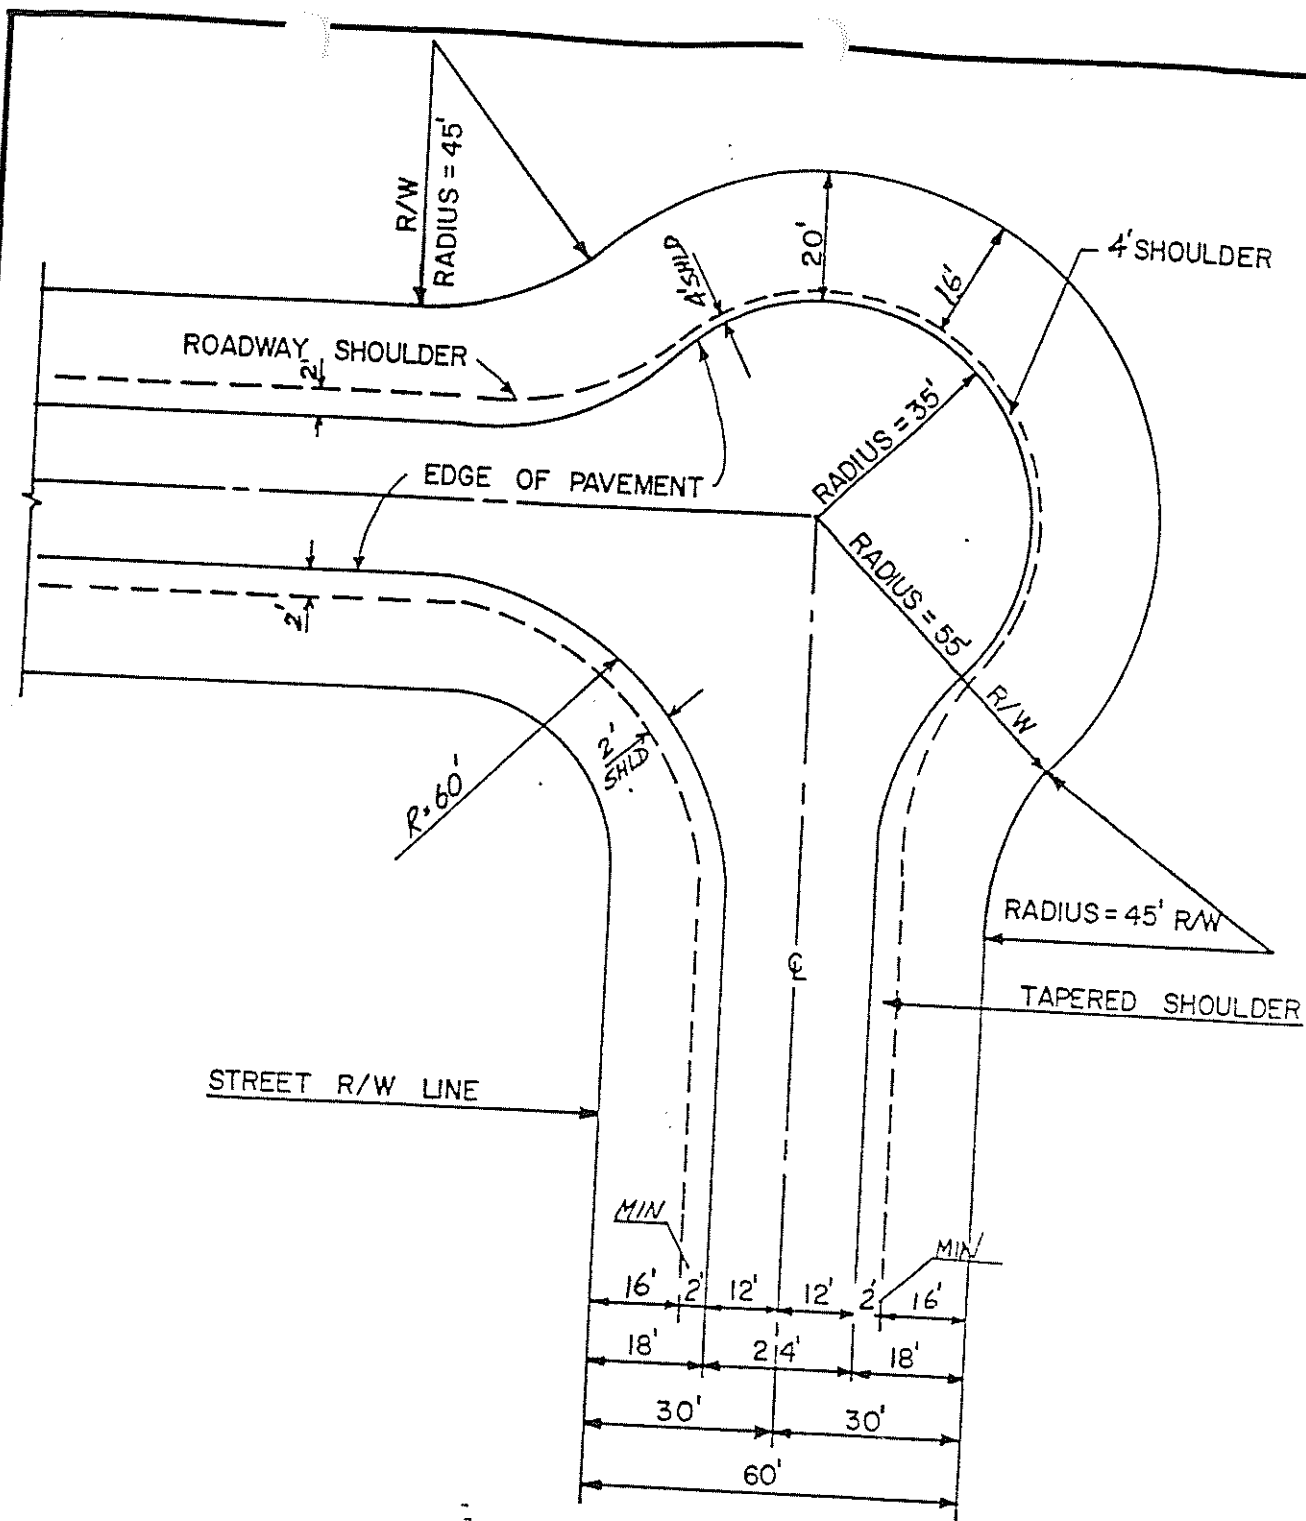 R/W
RADIUS = 45'
20'
4' SHOULDER
4' SHLD
16'
ROADWAY SHOULDER
2'
RADIUS = 35'
EDGE OF PAVEMENT
RADIUS = 55'
2'
R/W
2'
SHLD
R=60'
RADIUS = 45' R/W
℄
TAPERED SHOULDER
STREET R/W LINE
MIN
MIN
16' 2' 12' 12' 2' 16'
18' 24' 18'
30' 30'
60'